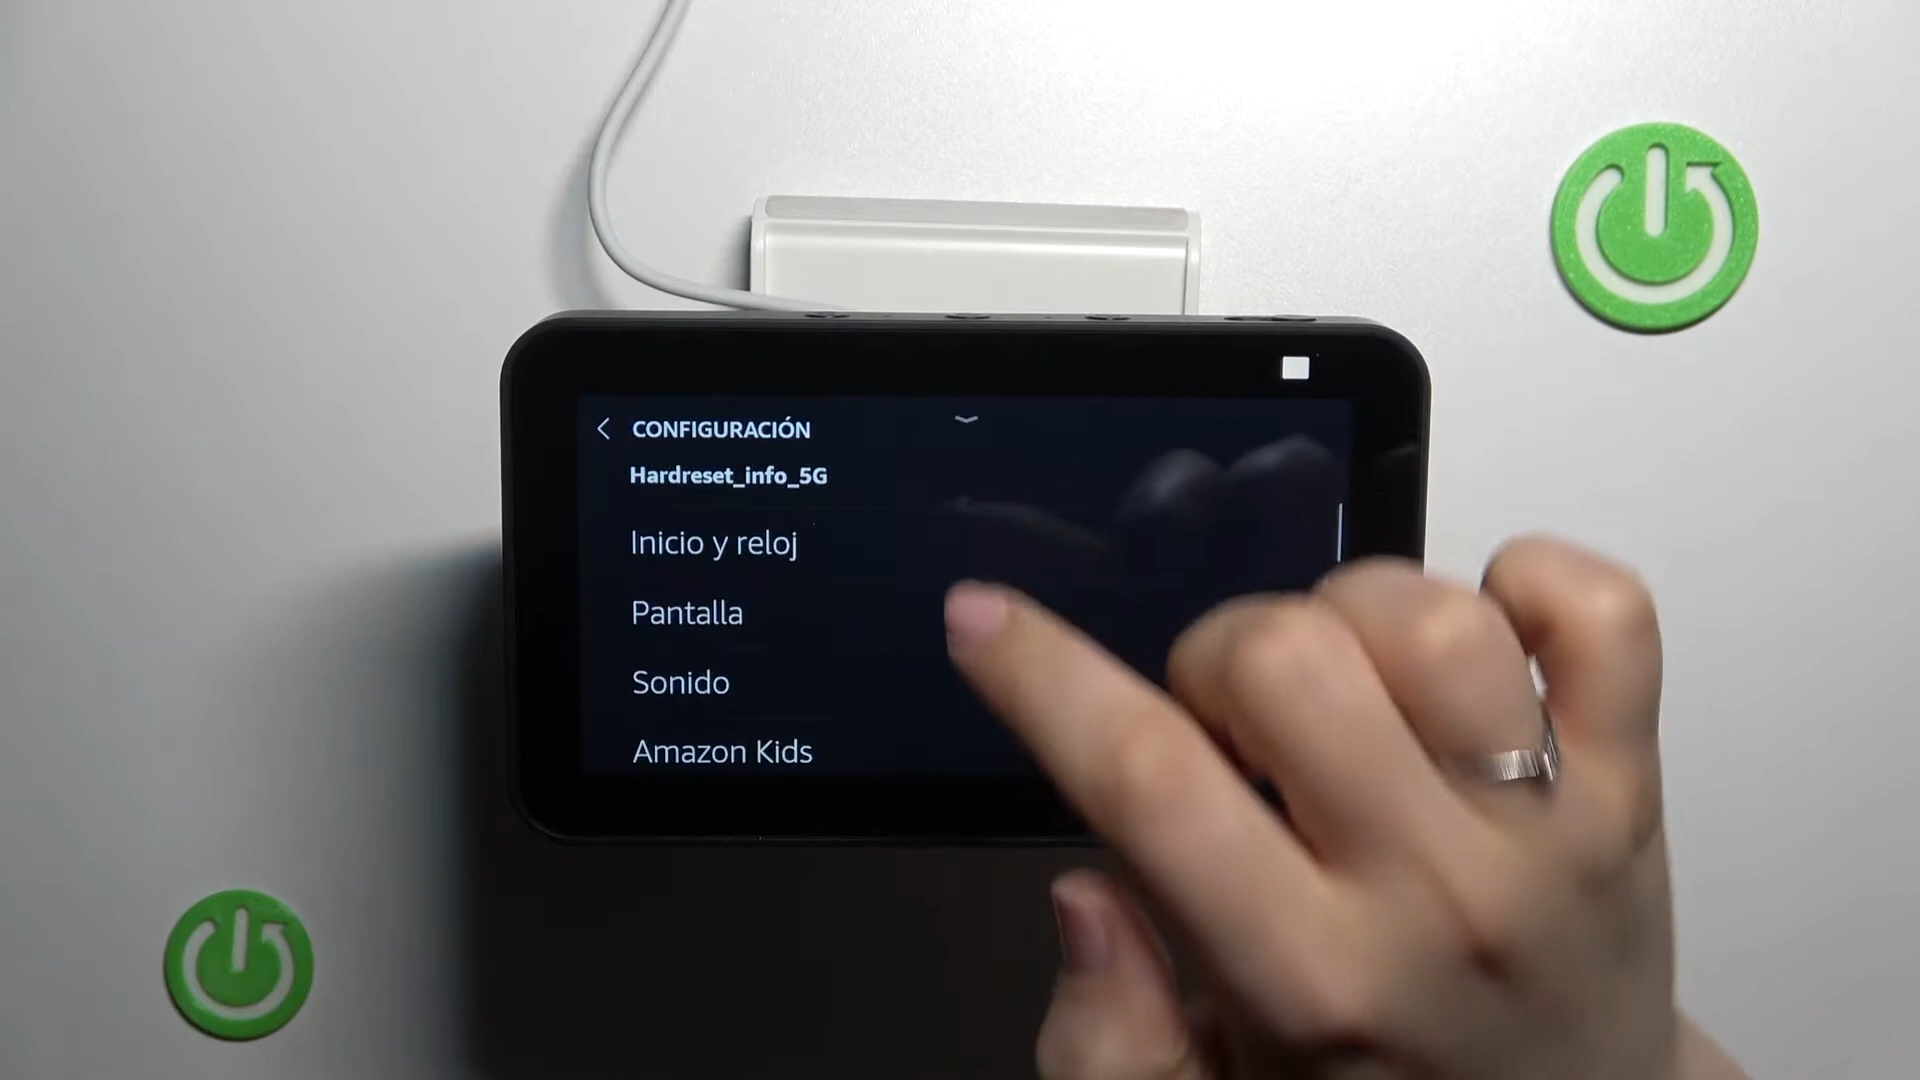 CONFIGURACIÓN
Hardreset_info_5G
Inicio y reloj
Pantalla
Sonido
Amazon Kids